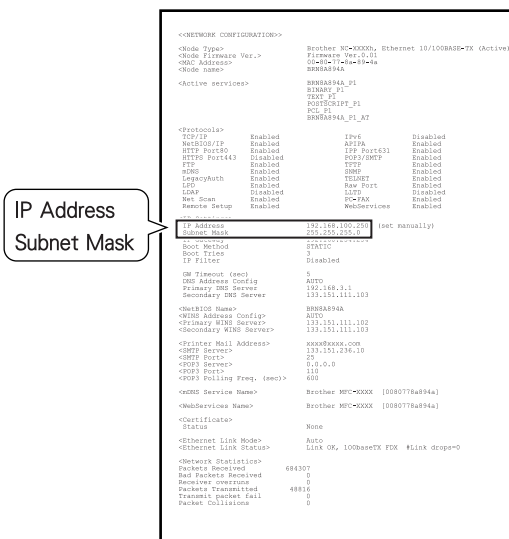 <<NETWORK CONFIGURATION>>
<Node Type> Brother NC-XXXXh, Ethernet 10/100BASE-TX (Active)
<Node Firmware Ver.> Firmware Ver.0.01
<MAC Address> 00-80-77-8a-89-4a
<Node name> BRN8A894A
<Active services> BRN8A894A_P1
BINARY_P1
TEXT_P1
POSTSCRIPT_P1
PCL_P1
BRN8A894A_P1_AT
<Protocols>
TCP/IP Enabled IPv6 Disabled
NetBIOS/IP Enabled APIPA Enabled
HTTP Port80 Enabled IPP Port631 Enabled
HTTPS Port443 Disabled POP3/SMTP Enabled
FTP Enabled TFTP Enabled
mDNS Enabled SNMP Enabled
LegacyAuth Enabled TELNET Enabled
LPD Enabled Raw Port Enabled
LDAP Disabled LLTD Disabled
Net Scan Enabled PC-FAX Enabled
Remote Setup Enabled WebServices Enabled
IP Address
Subnet Mask
IP Address 192.168.100.250 (set manually)
Subnet Mask 255.255.255.0
Boot Method STATIC
Boot Tries 3
IP Filter Disabled
GW Timeout (sec) 5
DNS Address Config AUTO
Primary DNS Server 192.168.3.1
Secondary DNS Server 133.151.111.103
<NetBIOS Name> BRN8A894A
<WINS Address Config> AUTO
<Primary WINS Server> 133.151.111.102
<Secondary WINS Server> 133.151.111.103
<Printer Mail Address> xxxx@xxxx.com
<SMTP Server> 133.151.236.10
<SMTP Port> 25
<POP3 Server> 0.0.0.0
<POP3 Port> 110
<POP3 Polling Freq. (sec)> 600
<mDNS Service Name> Brother MFC-XXXX [0080778a894a]
<WebServices Name> Brother MFC-XXXX [0080778a894a]
<Certificate>
Status None
<Ethernet Link Mode> Auto
<Ethernet Link Status> Link OK, 100baseTX FDX #Link drops=0
<Network Statistics>
Packets Received 684307
Bad Packets Received 0
Receiver overruns 0
Packets Transmitted 48816
Transmit packet fail 0
Packet Collisions 0